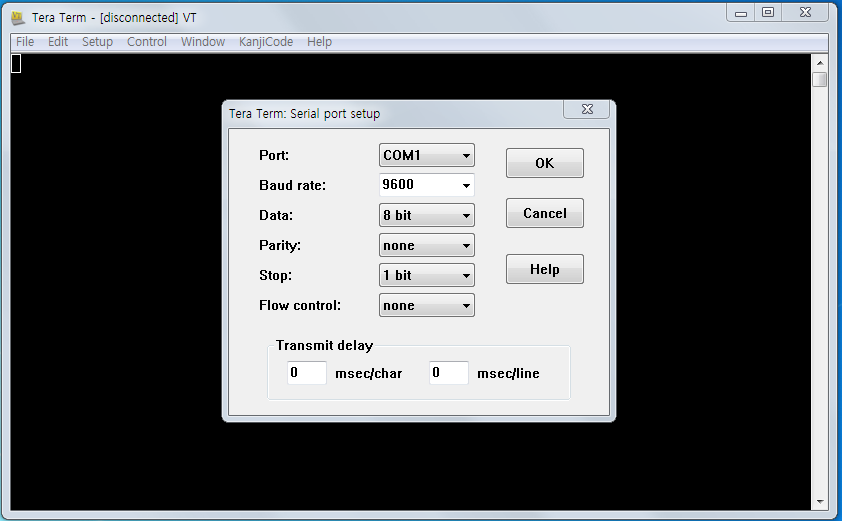 Tera Term - [disconnected] VT
File Edit Setup Control Window KanjiCode Help
Tera Term: Serial port setup
Port: COM1
OK
Baud rate: 9600
Data: 8 bit
Cancel
Parity: none
Stop: 1 bit
Help
Flow control: none
Transmit delay
0 msec/char 0 msec/line